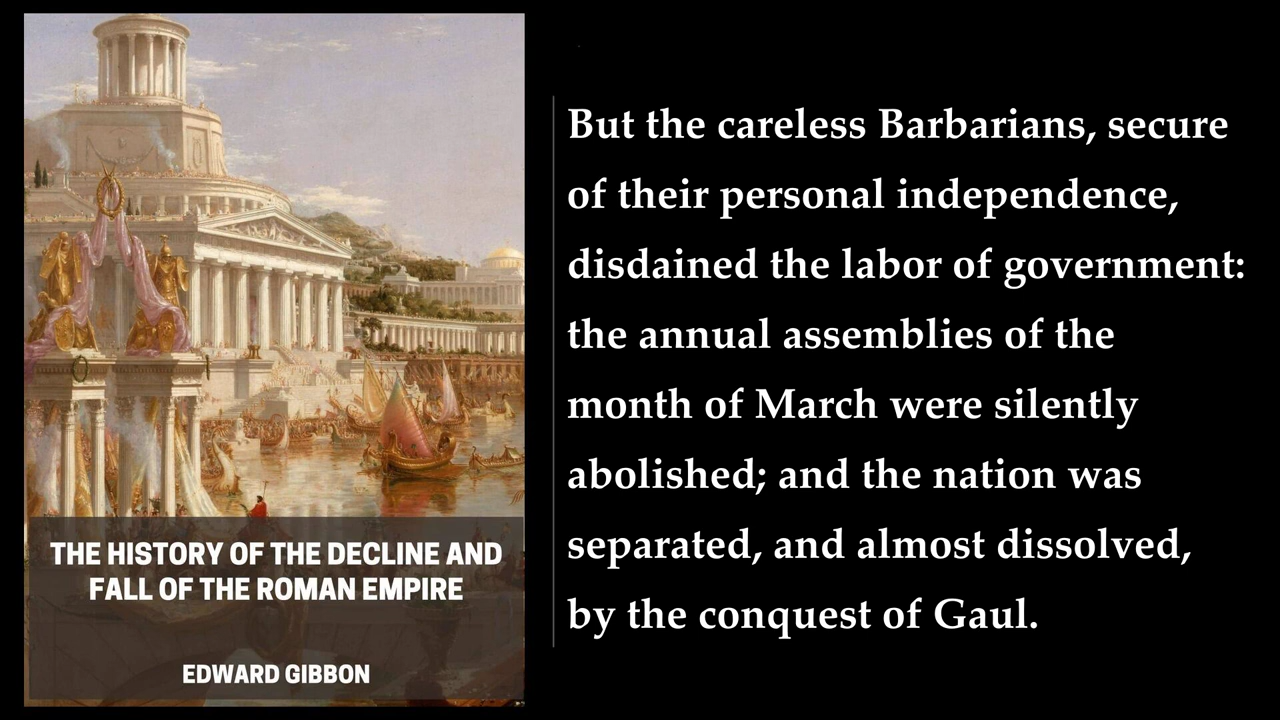 THE HISTORY OF THE DECLINE AND
FALL OF THE ROMAN EMPIRE
EDWARD GIBBON
But the careless Barbarians, secure
of their personal independence,
disdained the labor of government:
the annual assemblies of the
month of March were silently
abolished; and the nation was
separated, and almost dissolved,
by the conquest of Gaul.